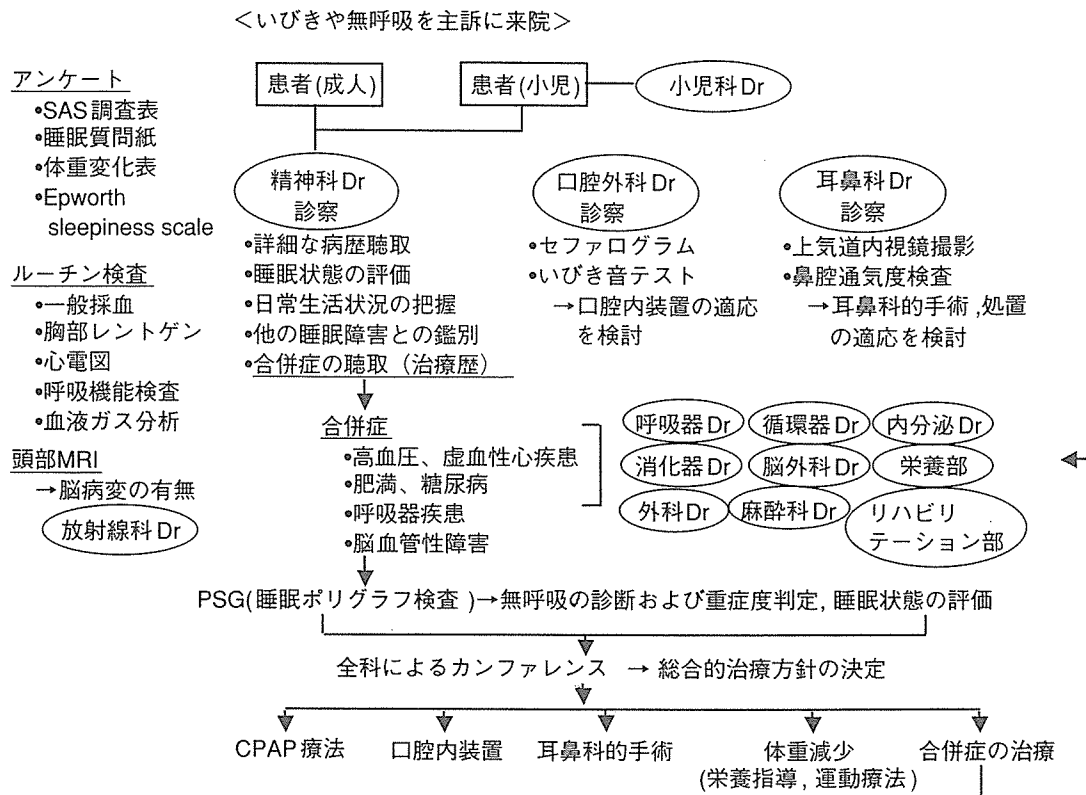 ＜いびきや無呼吸を主訴に来院＞
患者(成人)
患者(小児)
小児科Dr
アンケート
•SAS調査表
•睡眠質問紙
•体重変化表
•Epworth
sleepiness scale
ルーチン検査
•一般採血
•胸部レントゲン
•心電図
•呼吸機能検査
•血液ガス分析
頭部MRI
→脳病変の有無
放射線科Dr
精神科Dr
診察
•詳細な病歴聴取
•睡眠状態の評価
•日常生活状況の把握
•他の睡眠障害との鑑別
•合併症の聴取（治療歴）
口腔外科Dr
診察
•セファログラム
•いびき音テスト
→口腔内装置の適応
を検討
耳鼻科Dr
診察
•上気道内視鏡撮影
•鼻腔通気度検査
→耳鼻科的手術,処置
の適応を検討
合併症
•高血圧、虚血性心疾患
•肥満、糖尿病
•呼吸器疾患
•脳血管性障害
呼吸器Dr
循環器Dr
内分泌Dr
消化器Dr
脳外科Dr
栄養部
外科Dr
麻酔科Dr
リハビリ
テーション部
PSG(睡眠ポリグラフ検査)→無呼吸の診断および重症度判定,睡眠状態の評価
全科によるカンファレンス → 総合的治療方針の決定
CPAP療法
口腔内装置
耳鼻科的手術
体重減少
(栄養指導,運動療法)
合併症の治療